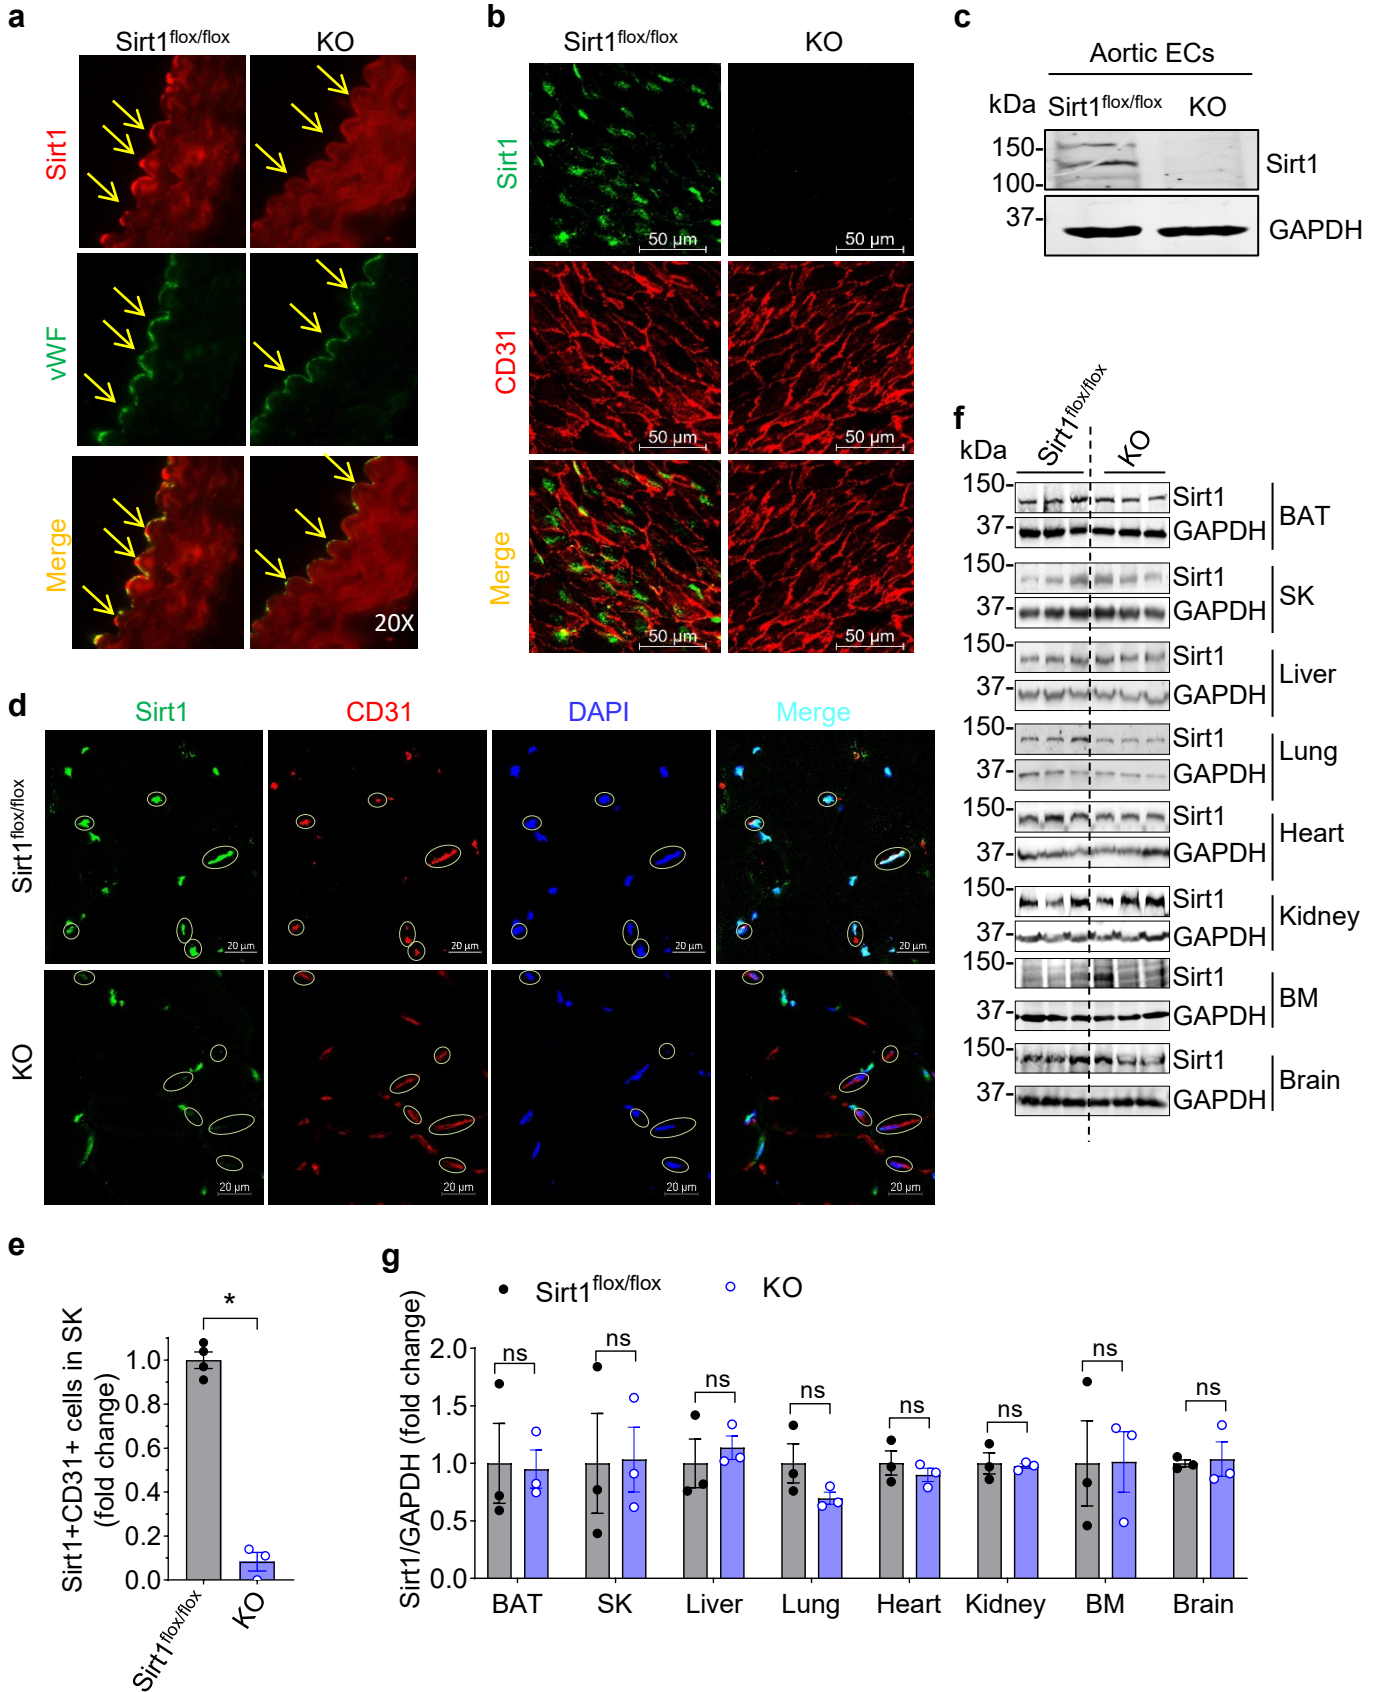 a
Sirt1flox/flox KO
Sirt1
vWF
Merge
20X
b
Sirt1flox/flox KO
Sirt1
50 µm 50 µm
CD31
50 µm 50 µm
Merge
50 µm 50 µm
c
Aortic ECs
kDa Sirt1flox/flox KO
150- Sirt1
100-
37- GAPDH
d
Sirt1 CD31 DAPI Merge
Sirt1flox/flox
20 µm 20 µm 20 µm 20 µm
KO
20 µm 20 µm 20 µm 20 µm
f
kDa Sirt1flox/flox KO
150- Sirt1
37- GAPDH BAT
150- Sirt1
37- GAPDH SK
150- Sirt1
37- GAPDH Liver
150- Sirt1
37- GAPDH Lung
150- Sirt1
37- GAPDH Heart
150- Sirt1
37- GAPDH Kidney
150- Sirt1
37- GAPDH BM
150- Sirt1
37- GAPDH Brain
e
Sirt1+CD31+ cells in SK
(fold change)
*
1.0
0.8
0.6
0.4
0.2
0.0
Sirt1flox/flox KO
g
Sirt1flox/flox KO
Sirt1/GAPDH (fold change)
2.0
1.5
1.0
0.5
0.0
ns ns ns ns ns ns ns ns
BAT SK Liver Lung Heart Kidney BM Brain